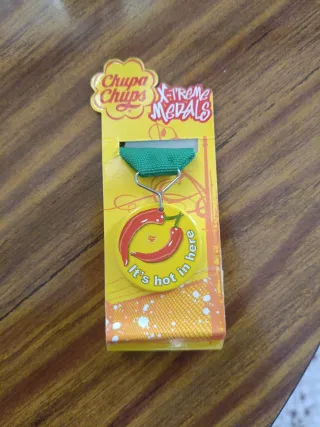 Chupa
Chups
X-TREME
MEDALS
It's hot in here